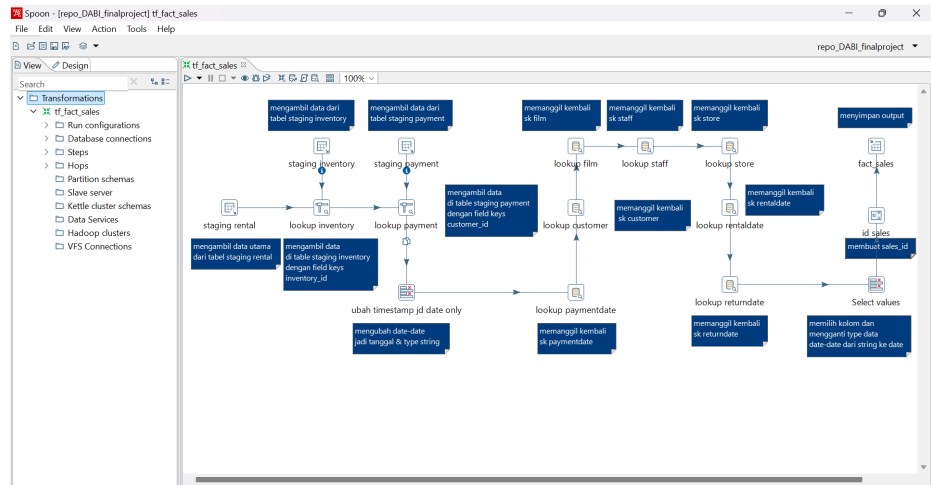 Spoon - [repo_DABI_finalproject] tf_fact_sales
File Edit View Action Tools Help
repo_DABI_finalproject
View Design
Search
Transformations
tf_fact_sales
Run configurations
Database connections
Steps
Hops
Partition schemas
Slave server
Kettle cluster schemas
Data Services
Hadoop clusters
VFS Connections
tf_fact_sales
100%
mengambil data dari
tabel staging inventory
mengambil data dari
tabel staging payment
memanggil kembali
sk film
memanggil kembali
sk staff
memanggil kembali
sk store
menyimpan output
staging inventory
staging payment
lookup film
lookup staff
lookup store
fact_sales
mengambil data
di table staging payment
dengan field keys
customer_id
memanggil kembali
sk customer
memanggil kembali
sk rentaldate
staging rental
lookup inventory
lookup payment
lookup customer
lookup rentaldate
id sales
mengambil data utama
dari tabel staging rental
mengambil data
di table staging inventory
dengan field keys
inventory_id
membuat sales_id
ubah timestamp jd date only
lookup paymentdate
lookup returndate
Select values
mengubah date-date
jadi tanggal & type string
memanggil kembali
sk paymentdate
memanggil kembali
sk returndate
memilih kolom dan
mengganti type data
date-date dari string ke date